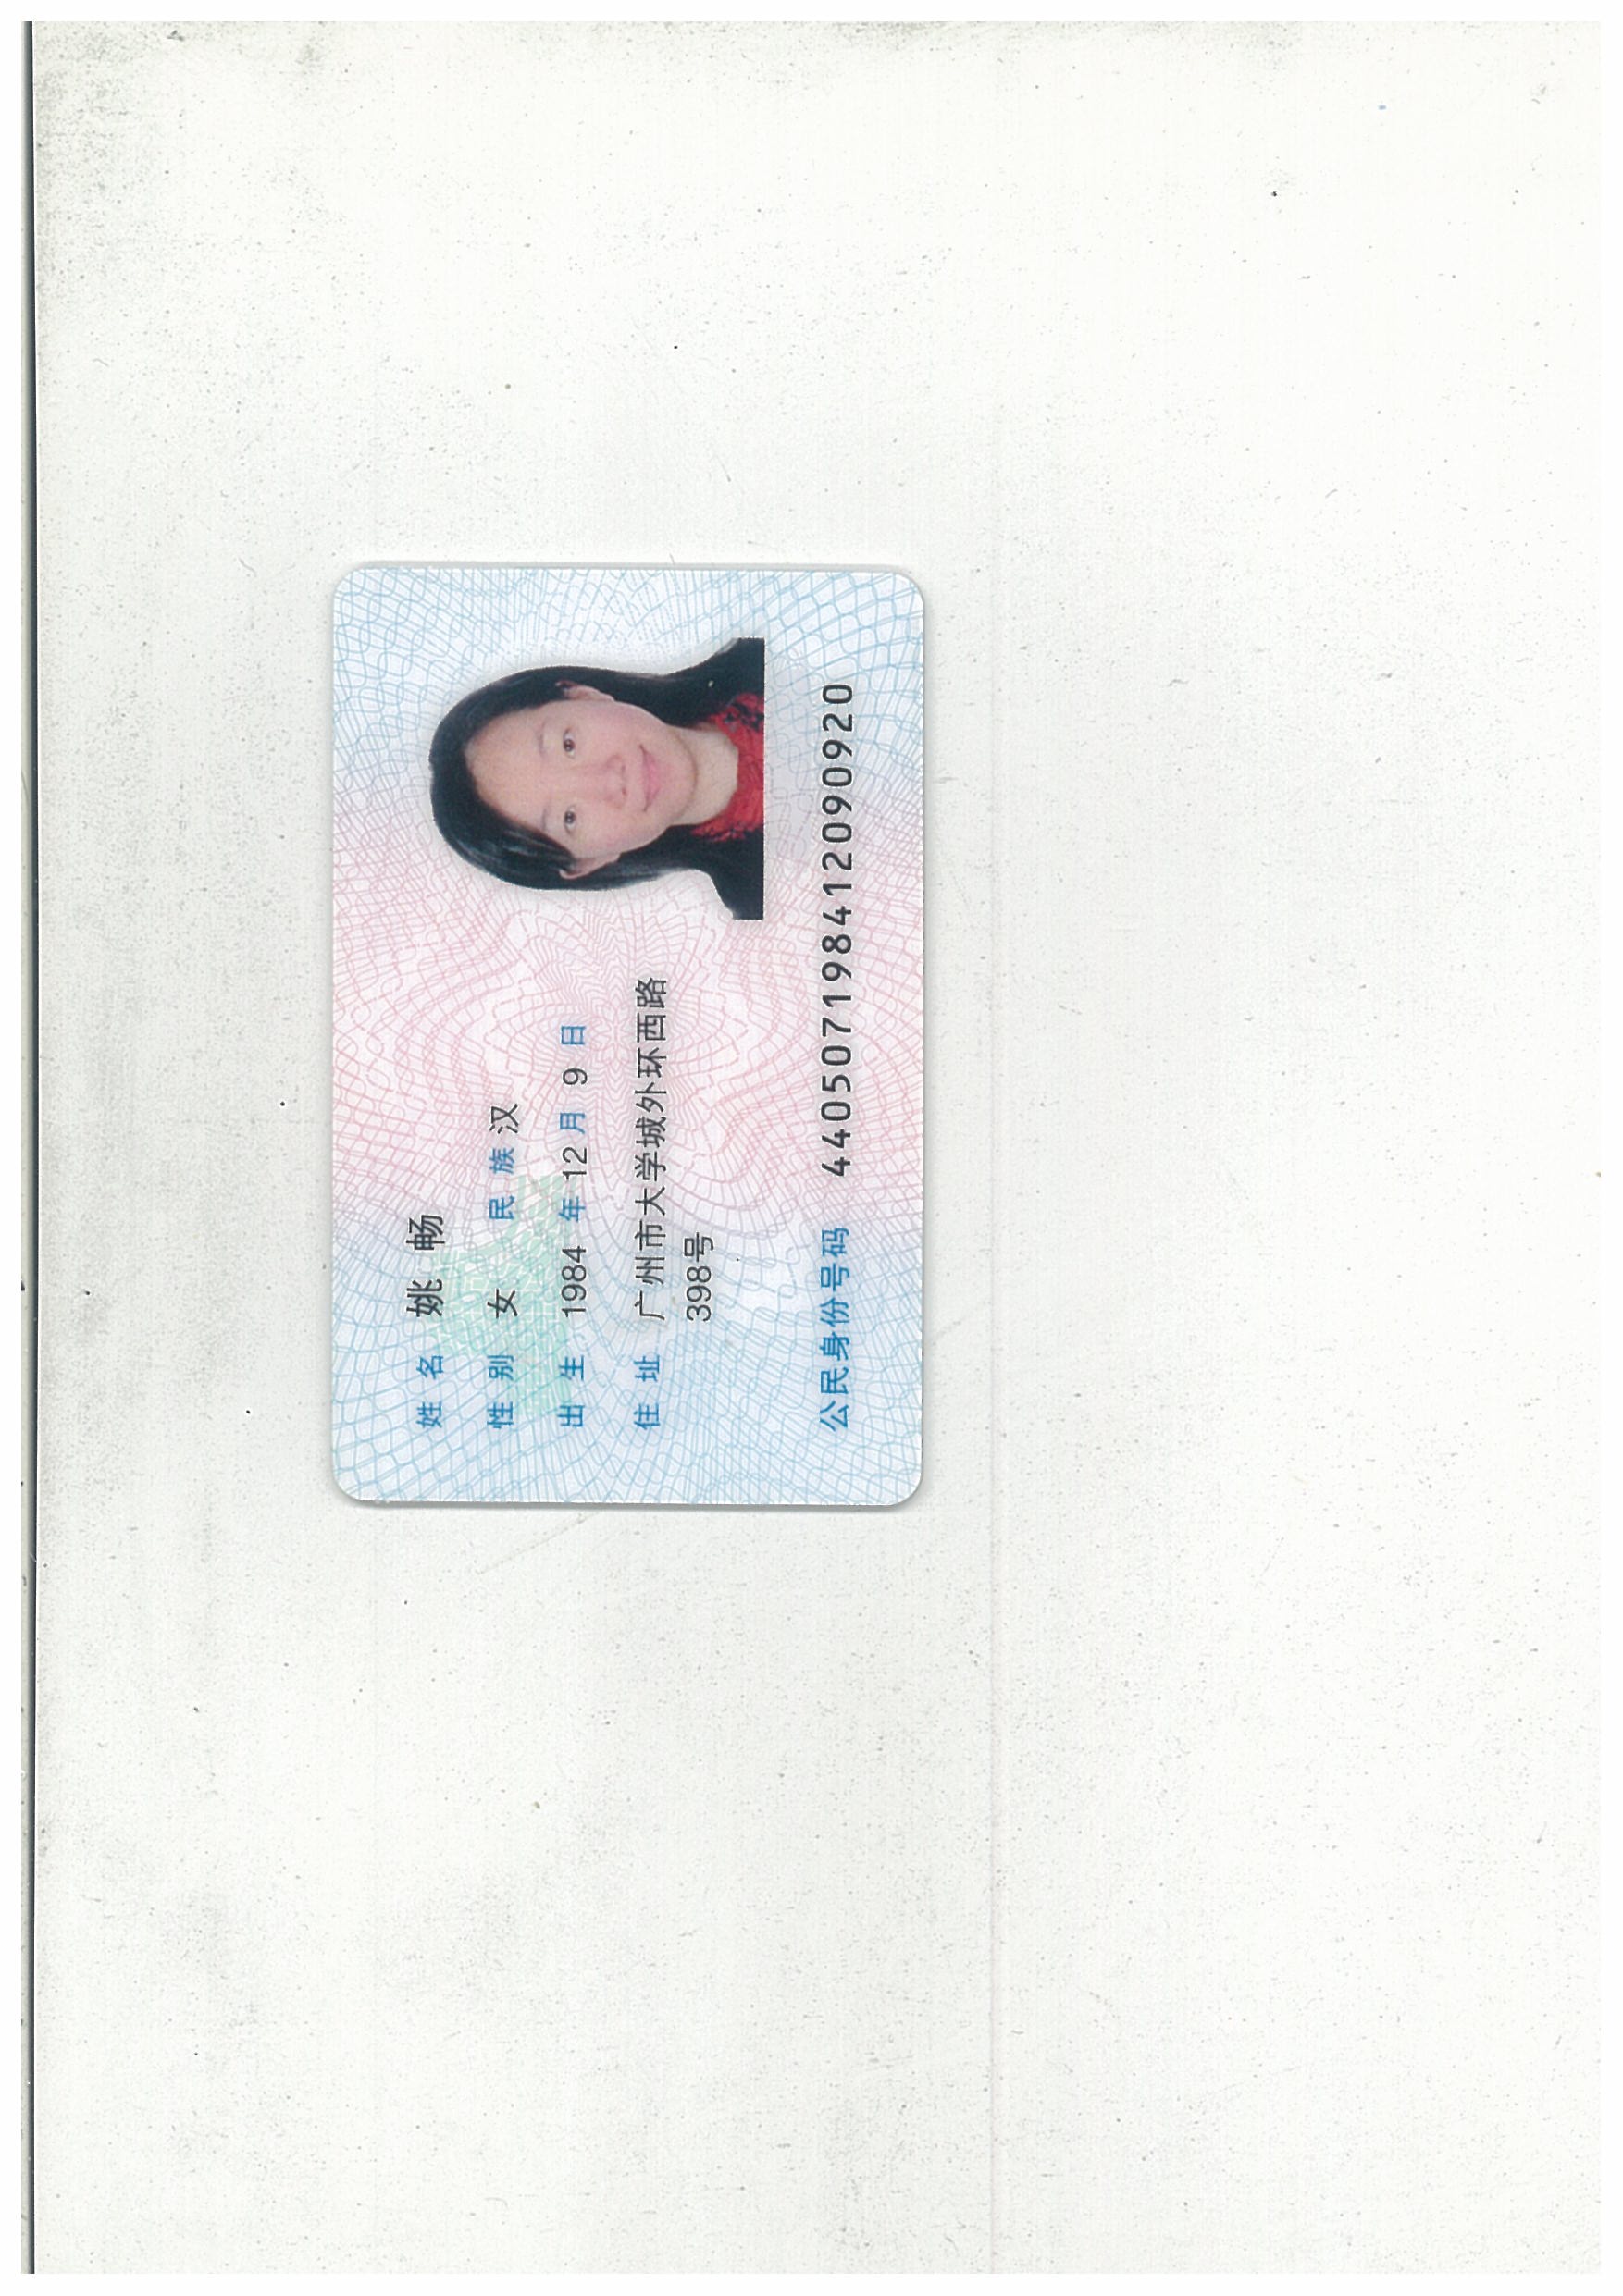 姓名 姚畅
性别 女 民族 汉
出生 1984 年 12 月 9 日
住址 广州市大学城外环西路
398号
公民身份号码 440507198412090920